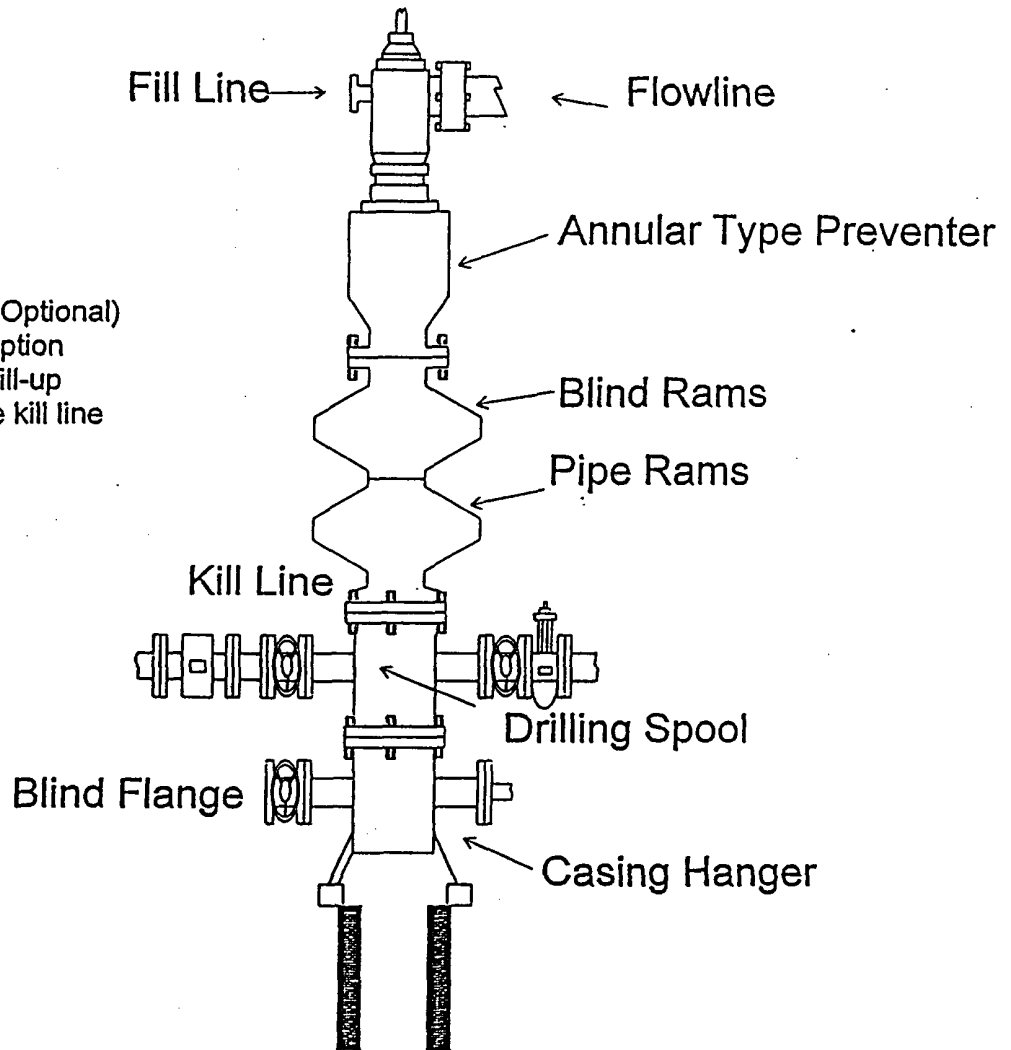 Fill Line
Flowline
Annular Type Preventer
Optional)
ption
ill-up
kill line
Blind Rams
Pipe Rams
Kill Line
Drilling Spool
Blind Flange
Casing Hanger